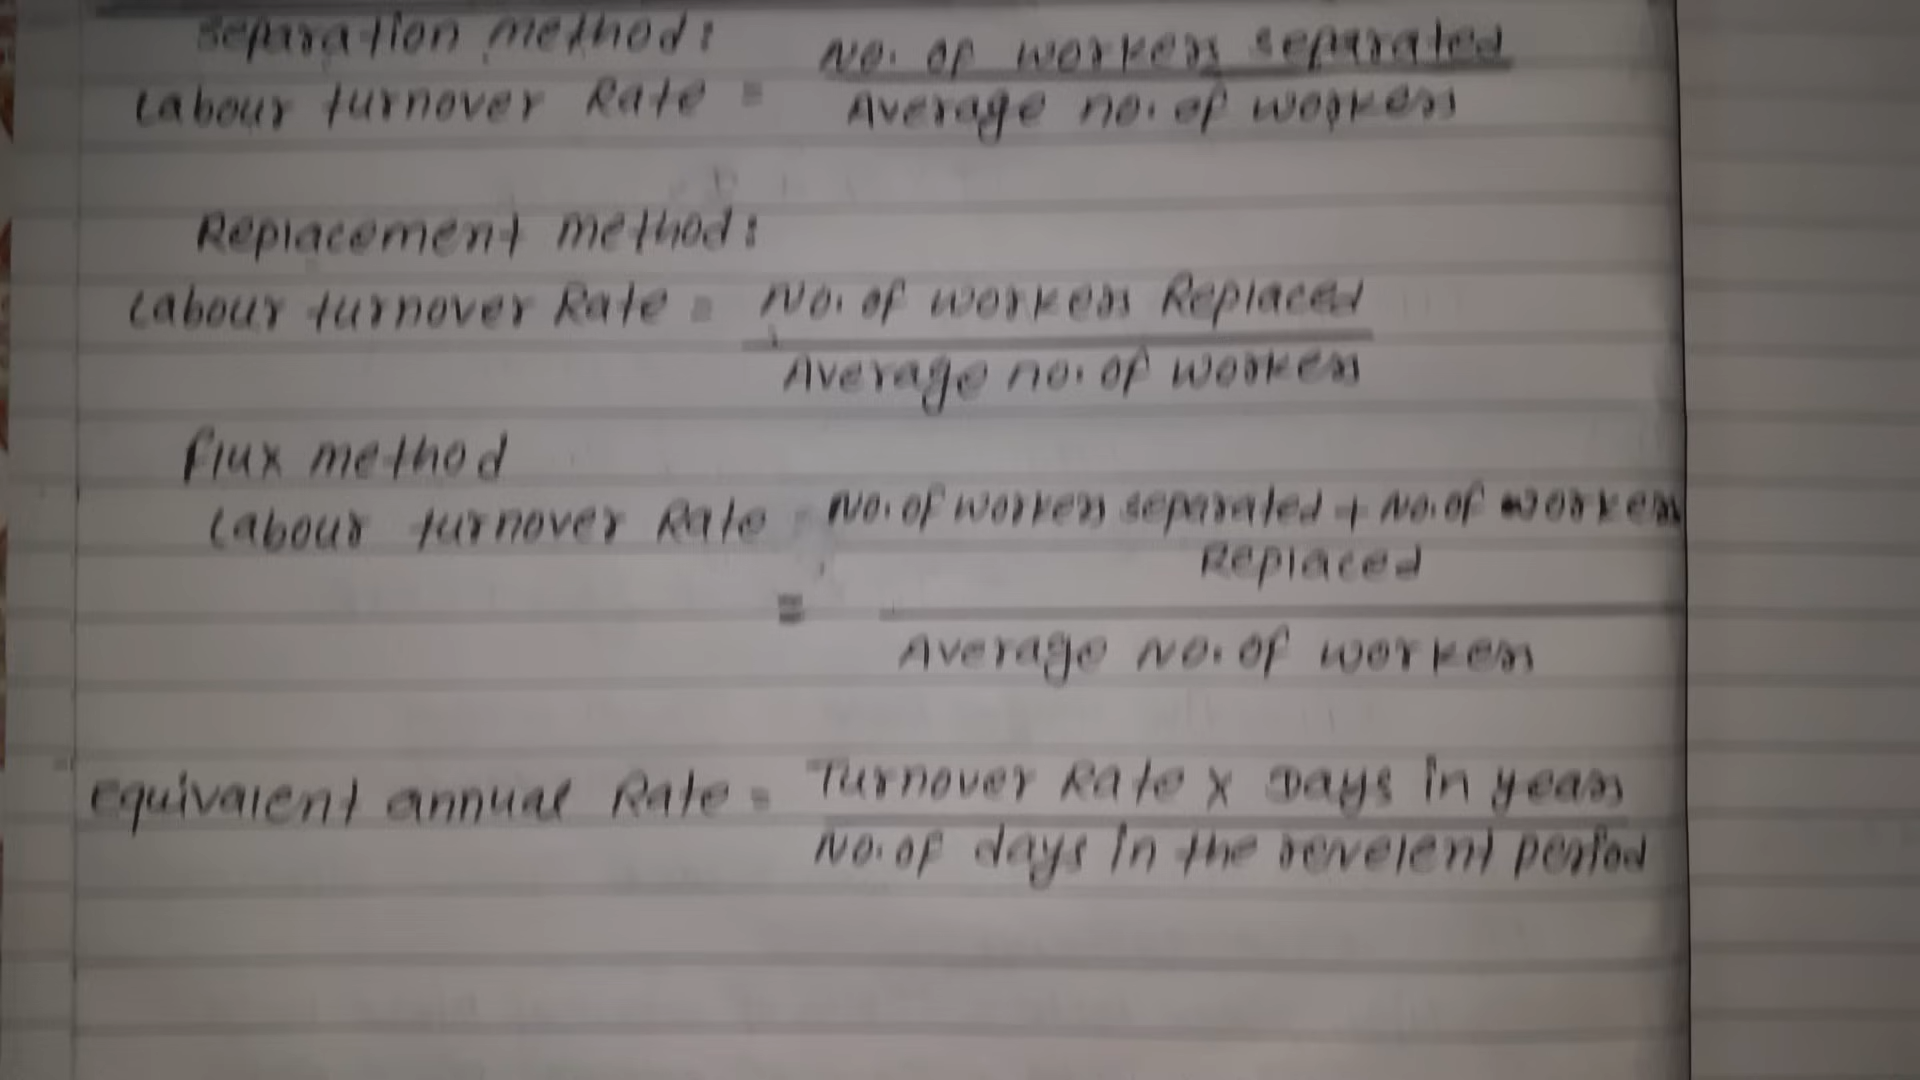 Separation method:
No. of workers separated
Labour turnover Rate =
Average no. of workers
Replacement method:
Labour turnover Rate =
No. of workers Replaced
Average no. of workers
flux method
Labour turnover Rate
No. of workers separated + No. of workers
Replaced
=
Average No. of workers
equivalent annual Rate =
Turnover Rate x Days in years
No. of days in the revelent period